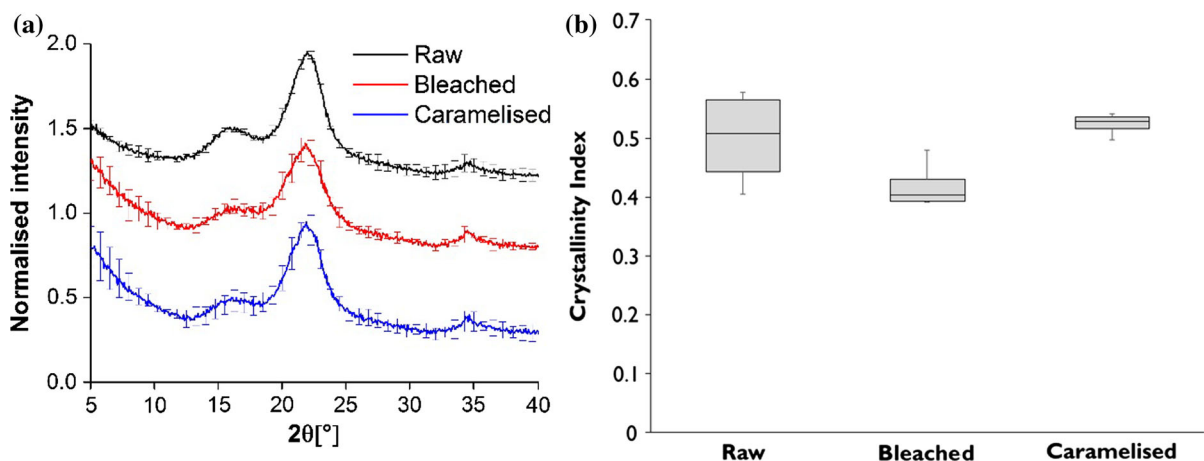 (a)
2.0
1.5
1.0
0.5
0.0
Normalised intensity
Raw
Bleached
Caramelised
5 10 15 20 25 30 35 40
2θ[°]
(b)
0.7
0.6
0.5
0.4
0.3
0.2
0.1
0
Crystallinity Index
Raw Bleached Caramelised